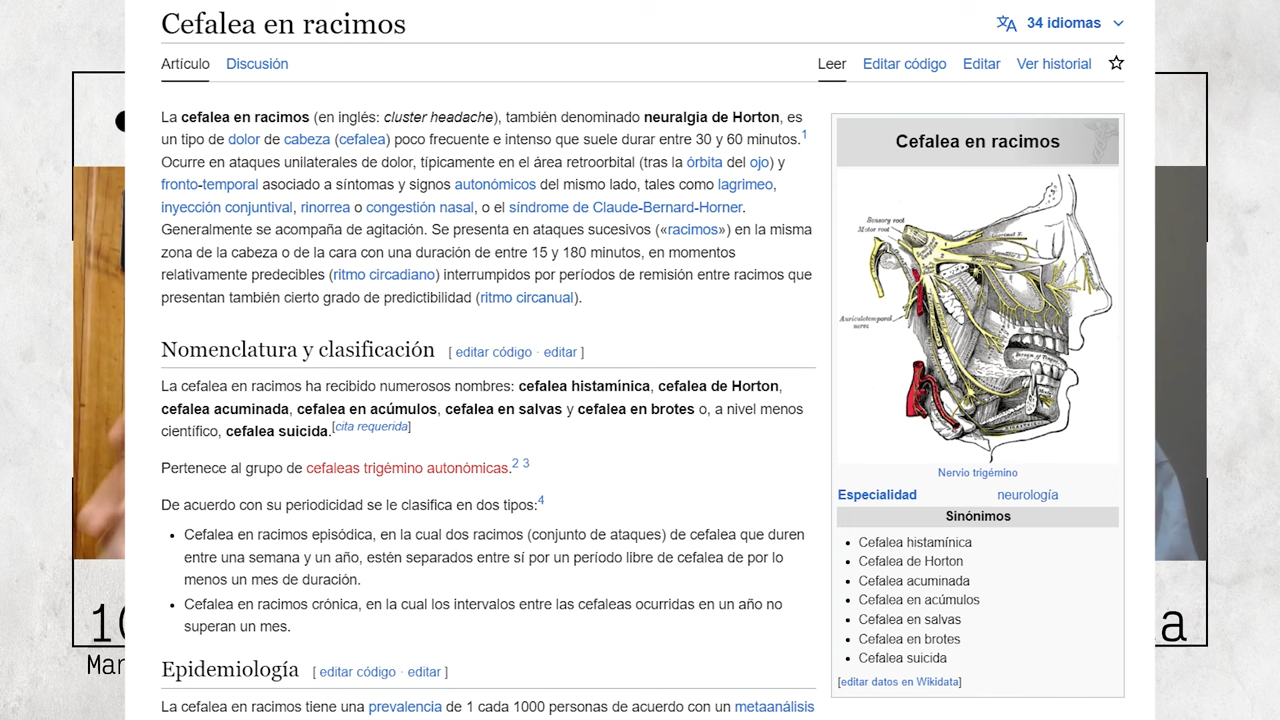 Cefalea en racimos
34 idiomas
Artículo Discusión Leer Editar código Editar Ver historial
La cefalea en racimos (en inglés: cluster headache), también denominado neuralgia de Horton, es
un tipo de dolor de cabeza (cefalea) poco frecuente e intenso que suele durar entre 30 y 60 minutos.1
Ocurre en ataques unilaterales de dolor, típicamente en el área retroorbital (tras la órbita del ojo) y
fronto-temporal asociado a síntomas y signos autonómicos del mismo lado, tales como lagrimeo,
inyección conjuntival, rinorrea o congestión nasal, o el síndrome de Claude-Bernard-Horner.
Generalmente se acompaña de agitación. Se presenta en ataques sucesivos («racimos») en la misma
zona de la cabeza o de la cara con una duración de entre 15 y 180 minutos, en momentos
relativamente predecibles (ritmo circadiano) interrumpidos por períodos de remisión entre racimos que
presentan también cierto grado de predictibilidad (ritmo circanual).
Nomenclatura y clasificación [ editar código · editar ]
La cefalea en racimos ha recibido numerosos nombres: cefalea histamínica, cefalea de Horton,
cefalea acuminada, cefalea en acúmulos, cefalea en salvas y cefalea en brotes o, a nivel menos
científico, cefalea suicida.[cita requerida]
Pertenece al grupo de cefaleas trigémino autonómicas.2 3
De acuerdo con su periodicidad se le clasifica en dos tipos:4
• Cefalea en racimos episódica, en la cual dos racimos (conjunto de ataques) de cefalea que duren
entre una semana y un año, estén separados entre sí por un período libre de cefalea de por lo
menos un mes de duración.
• Cefalea en racimos crónica, en la cual los intervalos entre las cefaleas ocurridas en un año no
superan un mes.
Epidemiología [ editar código · editar ]
La cefalea en racimos tiene una prevalencia de 1 cada 1000 personas de acuerdo con un metaanálisis
Cefalea en racimos
Sensory root
Motor root
Auriculotemporal
nerve
Nervio trigémino
Especialidad neurología
Sinónimos
• Cefalea histamínica
• Cefalea de Horton
• Cefalea acuminada
• Cefalea en acúmulos
• Cefalea en salvas
• Cefalea en brotes
• Cefalea suicida
[editar datos en Wikidata]
10
Mar
a